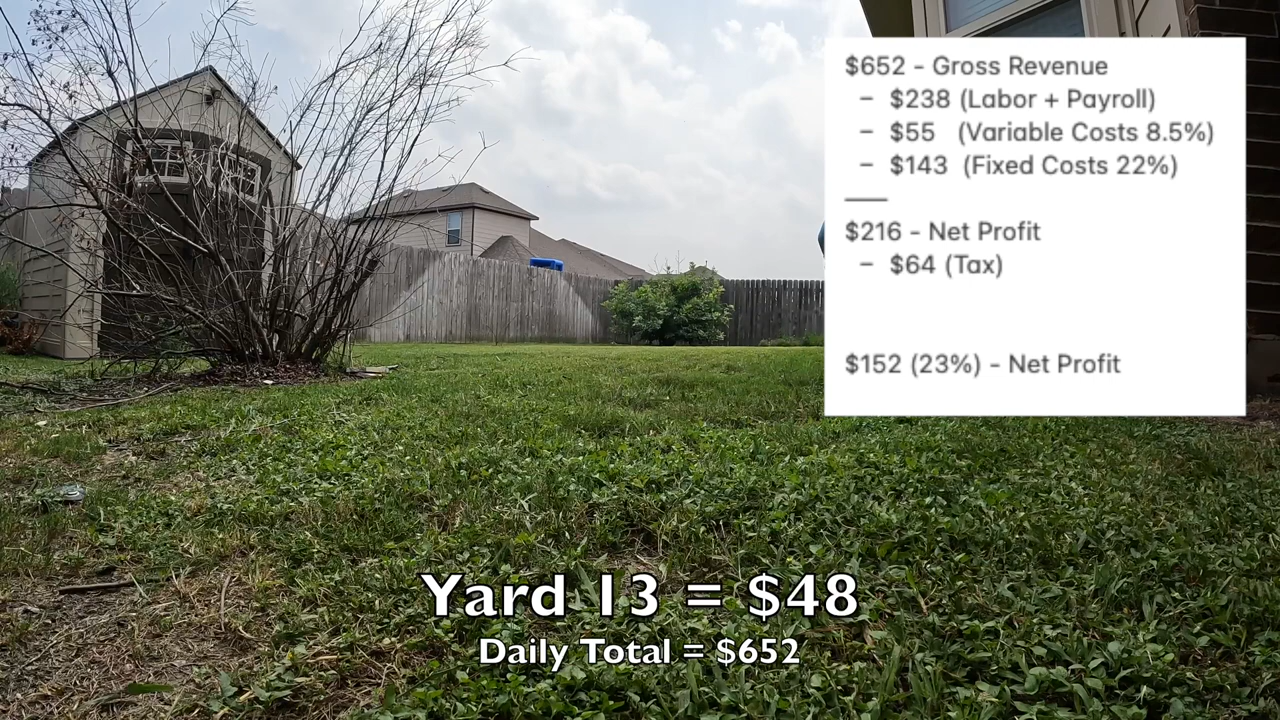 $652 - Gross Revenue
- $238 (Labor + Payroll)
- $55 (Variable Costs 8.5%)
- $143 (Fixed Costs 22%)
$216 - Net Profit
- $64 (Tax)
$152 (23%) - Net Profit
Yard 13 = $48
Daily Total = $652